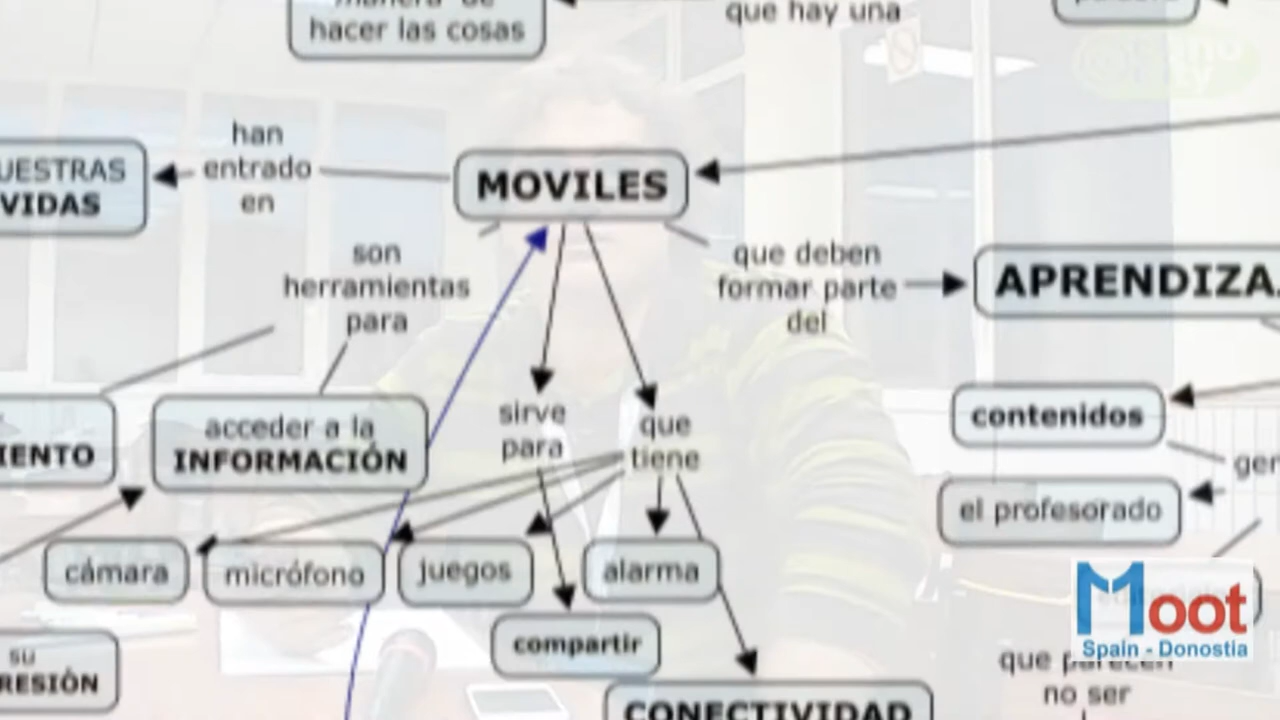 hacer las cosas
que hay una
han
entrado
en
UESTRAS
VIDAS
MOVILES
son
herramientas
para
que deben
formar parte
del
APRENDIZA
acceder a la
INFORMACIÓN
IENTO
sirve
para
que
tiene
contenidos
el profesorado
cámara
micrófono
juegos
alarma
compartir
CONECTIVIDAD
su
RESIÓN
Moot
Spain - Donostia
que parecen
no ser